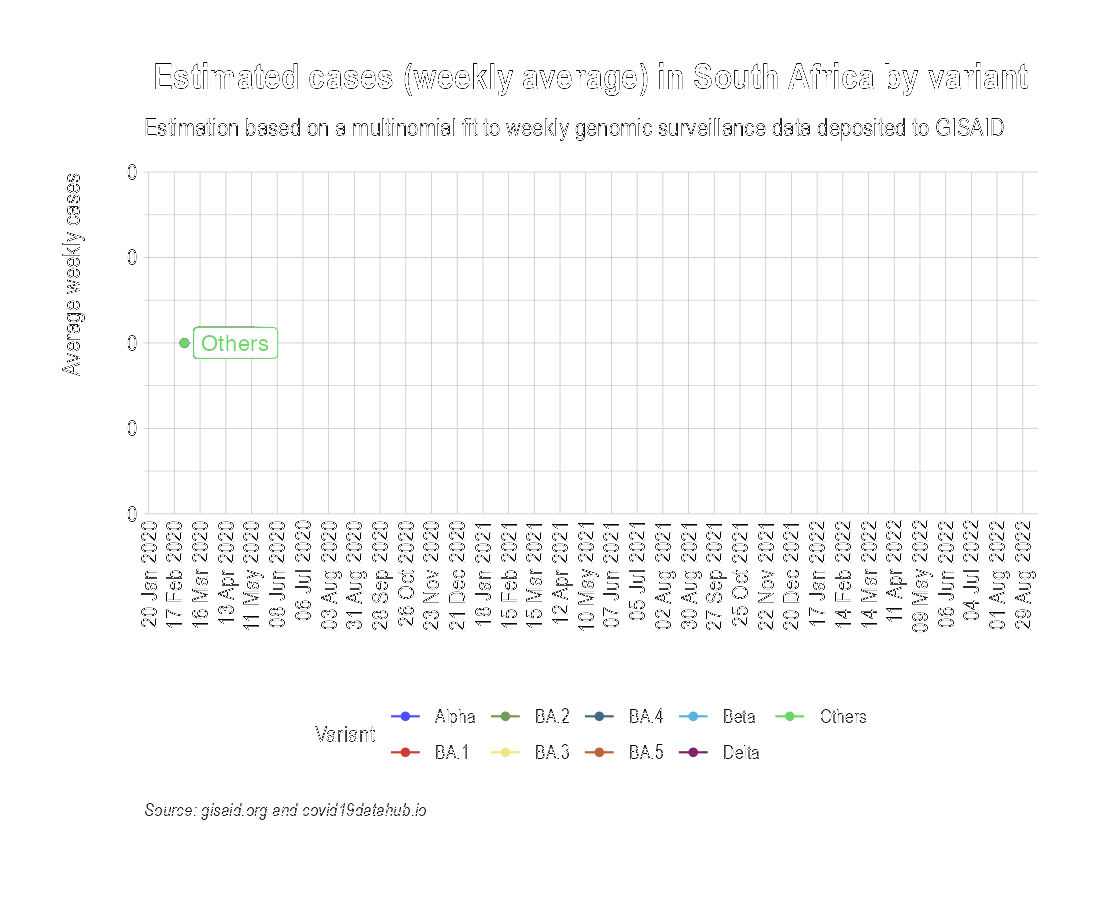 Estimated cases (weekly average) in South Africa by variant
Estimation based on a multinomial fit to weekly genomic surveillance data deposited to GISAID
Average weekly cases
0
0
0
0
0
Others
20 Jan 2020
17 Feb 2020
16 Mar 2020
13 Apr 2020
11 May 2020
08 Jun 2020
06 Jul 2020
03 Aug 2020
31 Aug 2020
28 Sep 2020
26 Oct 2020
23 Nov 2020
21 Dec 2020
18 Jan 2021
15 Feb 2021
15 Mar 2021
12 Apr 2021
10 May 2021
07 Jun 2021
05 Jul 2021
02 Aug 2021
30 Aug 2021
27 Sep 2021
25 Oct 2021
22 Nov 2021
20 Dec 2021
17 Jan 2022
14 Feb 2022
14 Mar 2022
11 Apr 2022
09 May 2022
06 Jun 2022
04 Jul 2022
01 Aug 2022
29 Aug 2022
Variant
Alpha BA.2 BA.4 Beta Others
BA.1 BA.3 BA.5 Delta
Source: gisaid.org and covid19datahub.io